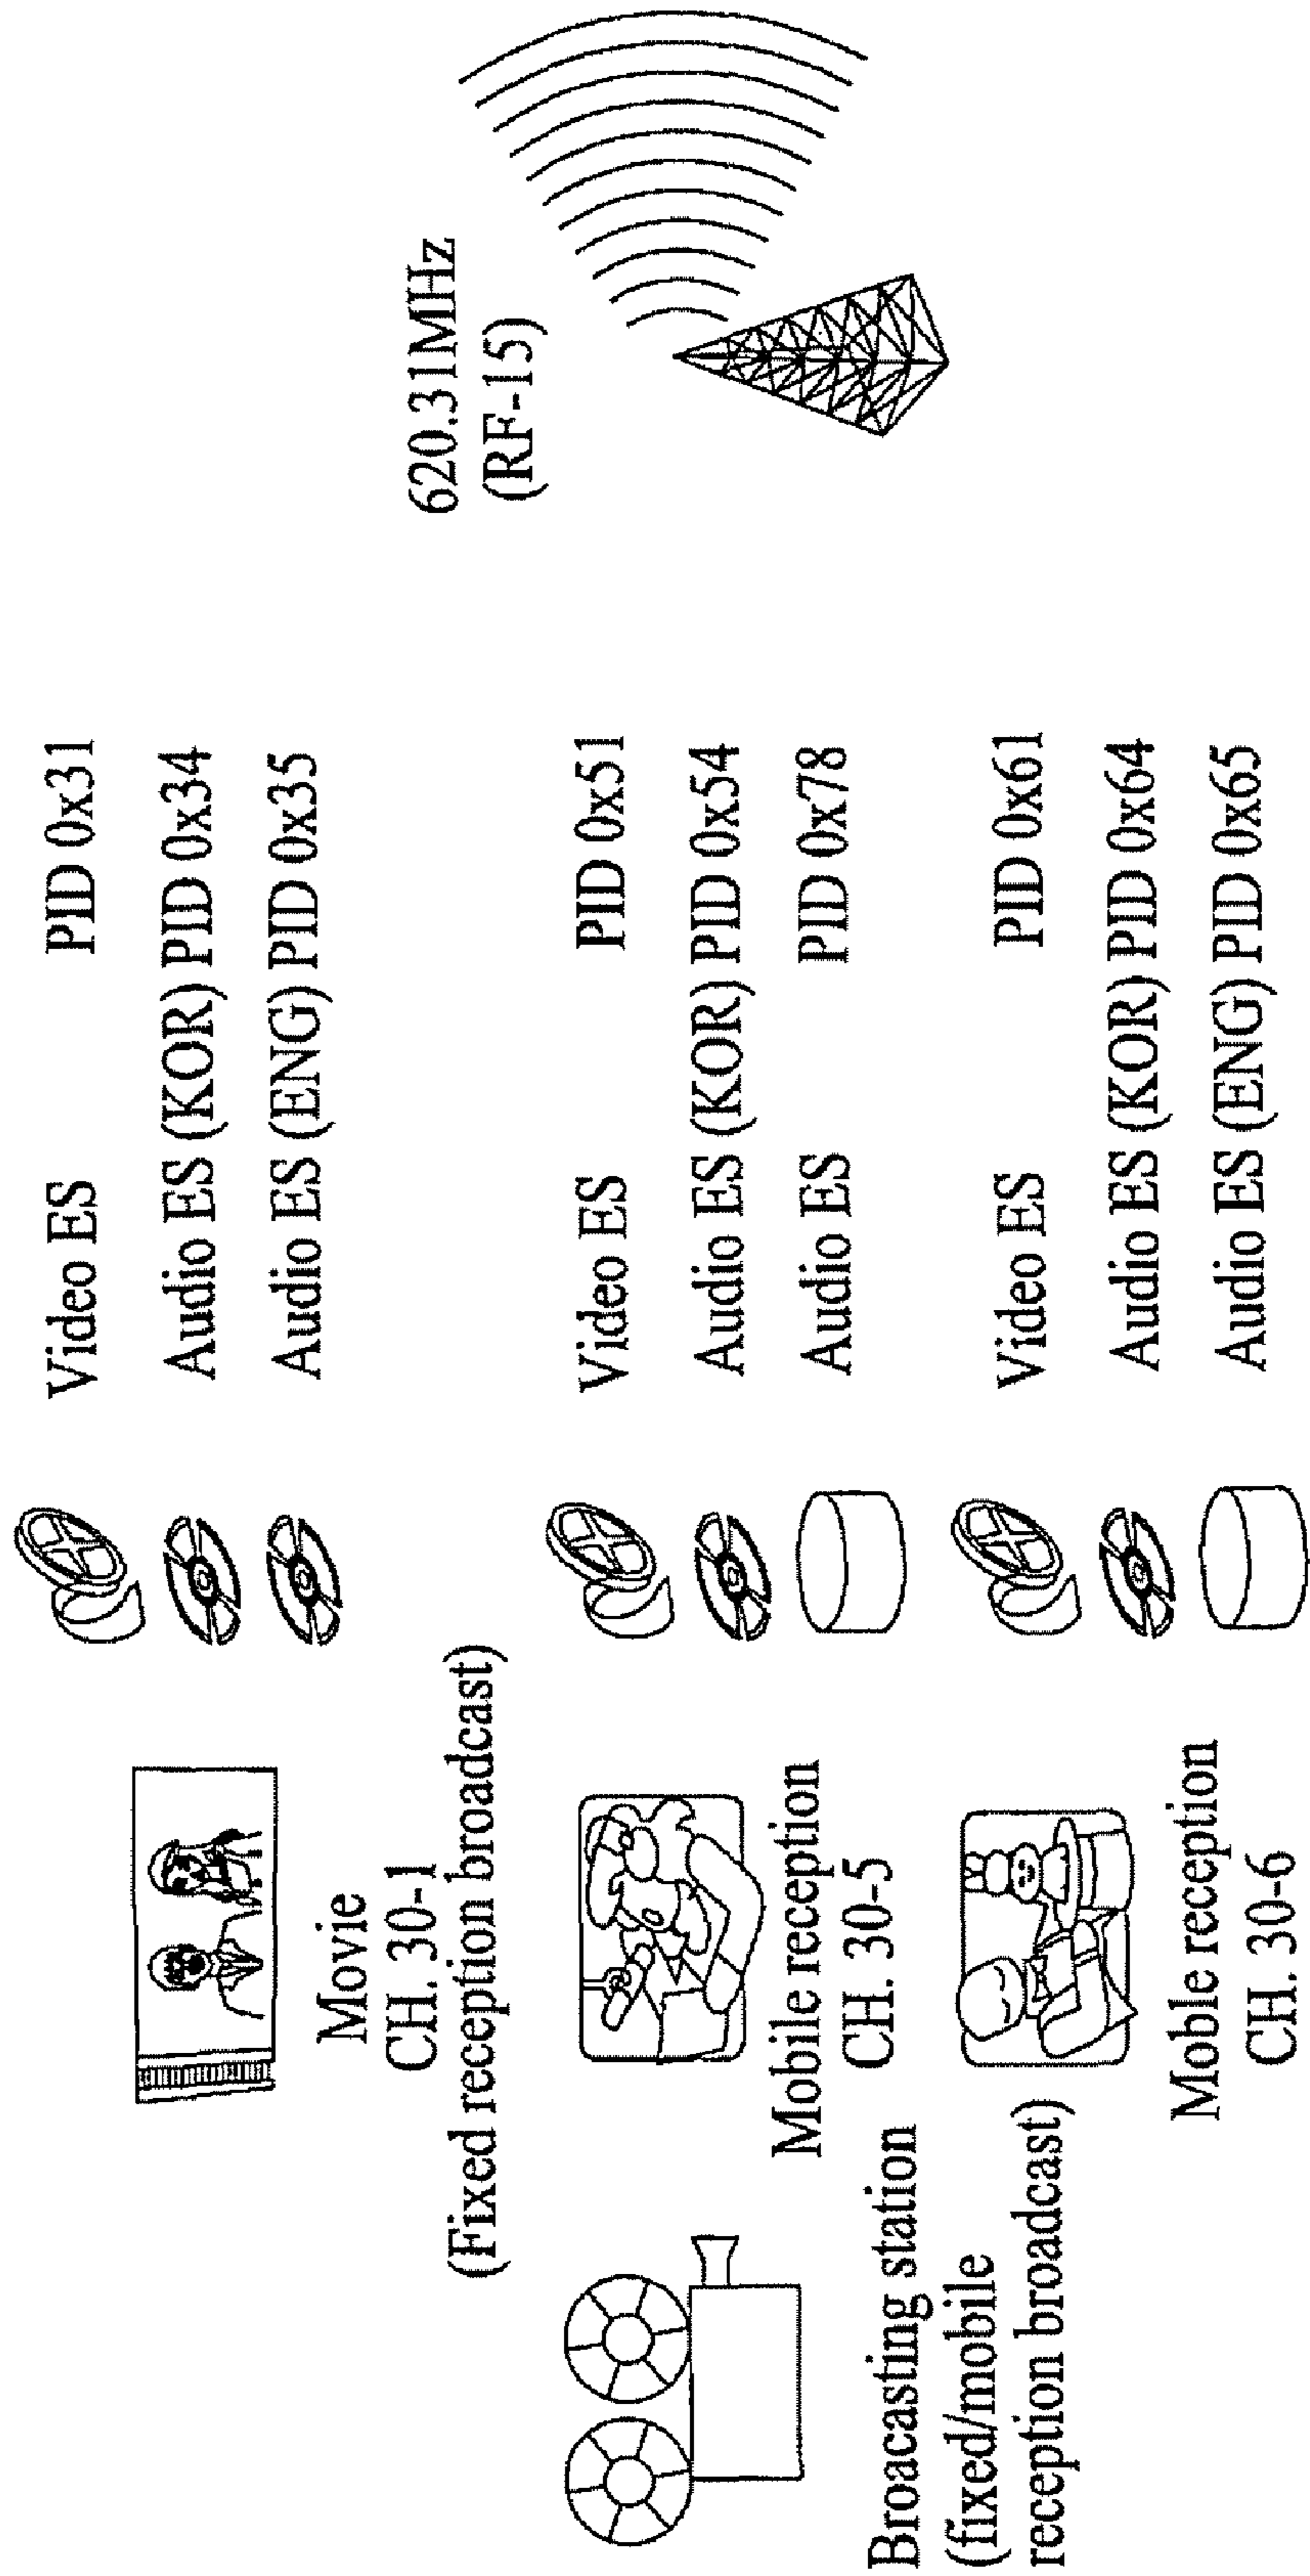 Brocasting station
(fixed/mobile
reception broadcast)
Movie
CH. 30-1
(Fixed reception broadcast)
Video ES PID 0x31
Audio ES (KOR) PID 0x34
Audio ES (ENG) PID 0x35
Mobile reception
CH. 30-5
Video ES PID 0x51
Audio ES (KOR) PID 0x54
Audio ES PID 0x78
Moble reception
CH. 30-6
Video ES PID 0x61
Audio ES (KOR) PID 0x64
Audio ES (ENG) PID 0x65
620.31MHz
(RF-15)